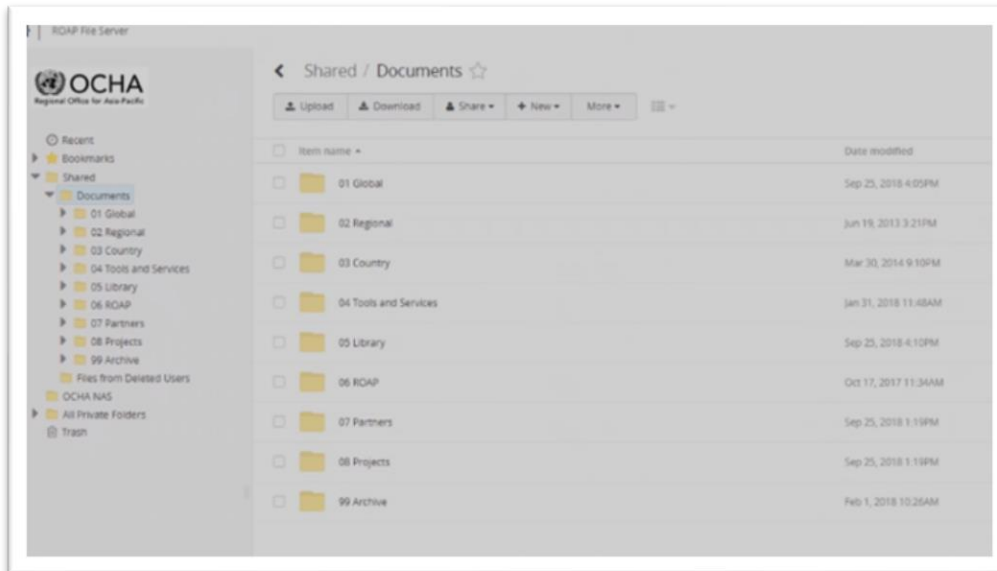 ROAP File Server
OCHA
Regional Office for Asia-Pacific
Recent
Bookmarks
Shared
Documents
01 Global
02 Regional
03 Country
04 Tools and Services
05 Library
06 ROAP
07 Partners
08 Projects
99 Archive
Files from Deleted Users
OCHA NAS
All Private Folders
Trash
Shared / Documents
Upload Download Share New More
Item name Date modified
01 Global Sep 25, 2018 4:05PM
02 Regional Jun 19, 2013 3:21PM
03 Country Mar 30, 2014 9:10PM
04 Tools and Services Jan 31, 2018 11:48AM
05 Library Sep 25, 2018 4:10PM
06 ROAP Oct 17, 2017 11:34AM
07 Partners Sep 25, 2018 1:19PM
08 Projects Sep 25, 2018 1:19PM
99 Archive Feb 1, 2018 10:26AM